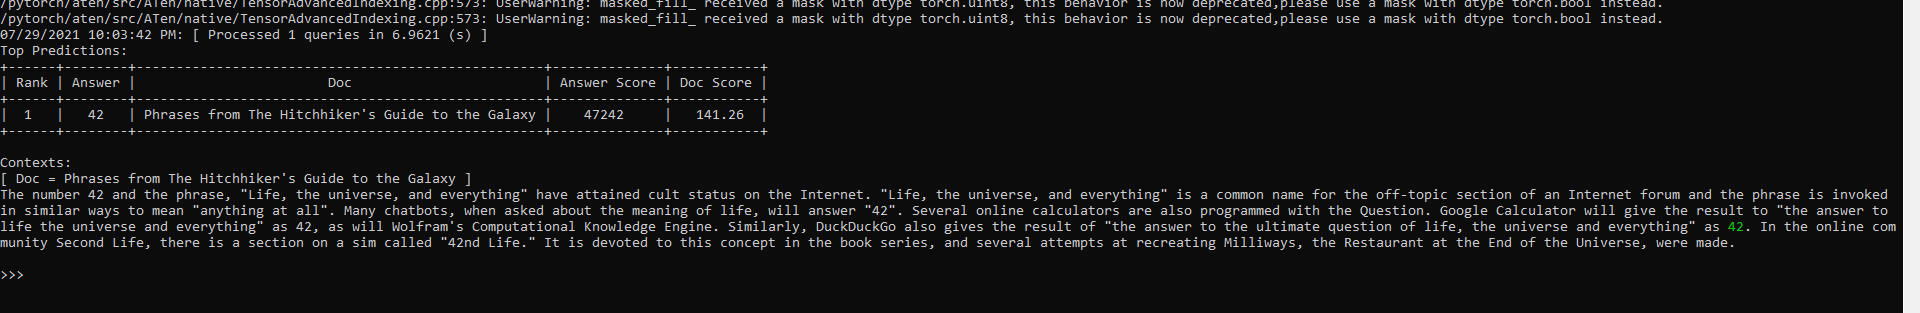 /pytorch/aten/src/ATen/native/TensorAdvancedIndexing.cpp:573: UserWarning: masked_fill_ received a mask with dtype torch.uint8, this behavior is now deprecated,please use a mask with dtype torch.bool instead.
/pytorch/aten/src/ATen/native/TensorAdvancedIndexing.cpp:573: UserWarning: masked_fill_ received a mask with dtype torch.uint8, this behavior is now deprecated,please use a mask with dtype torch.bool instead.
07/29/2021 10:03:42 PM: [ Processed 1 queries in 6.9621 (s) ]
Top Predictions:
+------+--------+---------------------------------------------------+--------------+-----------+
| Rank | Answer |                        Doc                        | Answer Score | Doc Score |
+------+--------+---------------------------------------------------+--------------+-----------+
|  1   |   42   | Phrases from The Hitchhiker's Guide to the Galaxy |    47242     |   141.26  |
+------+--------+---------------------------------------------------+--------------+-----------+
Contexts:
[ Doc = Phrases from The Hitchhiker's Guide to the Galaxy ]
The number 42 and the phrase, "Life, the universe, and everything" have attained cult status on the Internet. "Life, the universe, and everything" is a common name for the off-topic section of an Internet forum and the phrase is invoked
in similar ways to mean "anything at all". Many chatbots, when asked about the meaning of life, will answer "42". Several online calculators are also programmed with the Question. Google Calculator will give the result to "the answer to
life the universe and everything" as 42, as will Wolfram's Computational Knowledge Engine. Similarly, DuckDuckGo also gives the result of "the answer to the ultimate question of life, the universe and everything" as 42. In the online com
munity Second Life, there is a section on a sim called "42nd Life." It is devoted to this concept in the book series, and several attempts at recreating Milliways, the Restaurant at the End of the Universe, were made.
>>>